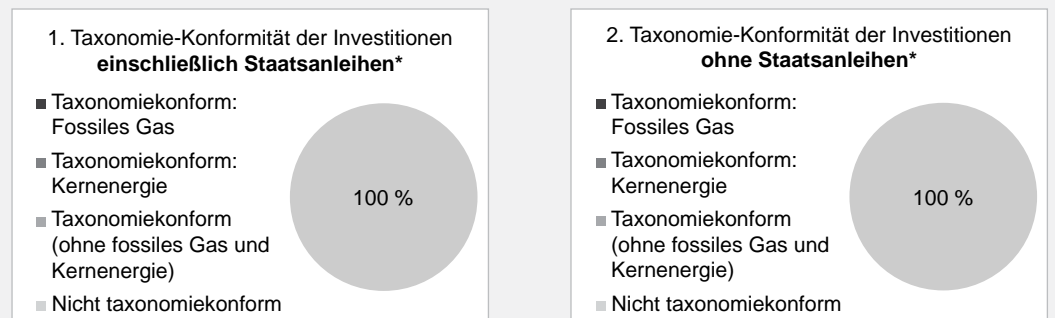 1. Taxonomie-Konformität der Investitionen
einschließlich Staatsanleihen*
Taxonomiekonform:
Fossiles Gas
Taxonomiekonform:
Kernenergie
Taxonomiekonform
(ohne fossiles Gas und
Kernenergie)
Nicht taxonomiekonform
100 %
2. Taxonomie-Konformität der Investitionen
ohne Staatsanleihen*
Taxonomiekonform:
Fossiles Gas
Taxonomiekonform:
Kernenergie
Taxonomiekonform
(ohne fossiles Gas und
Kernenergie)
Nicht taxonomiekonform
100 %